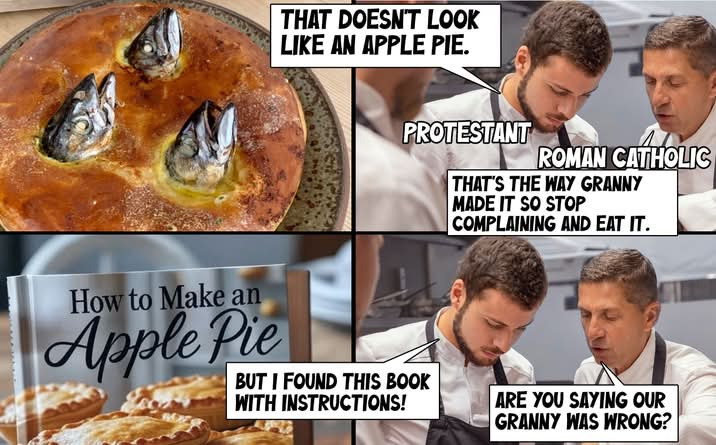 THAT DOESN'T LOOK
LIKE AN APPLE PIE.
PROTESTANT
ROMAN CATHOLIC
THAT'S THE WAY GRANNY
MADE IT SO STOP
COMPLAINING AND EAT IT.
How to Make an
Apple Pie
BUT I FOUND THIS BOOK
WITH INSTRUCTIONS!
ARE YOU SAYING OUR
GRANNY WAS WRONG?